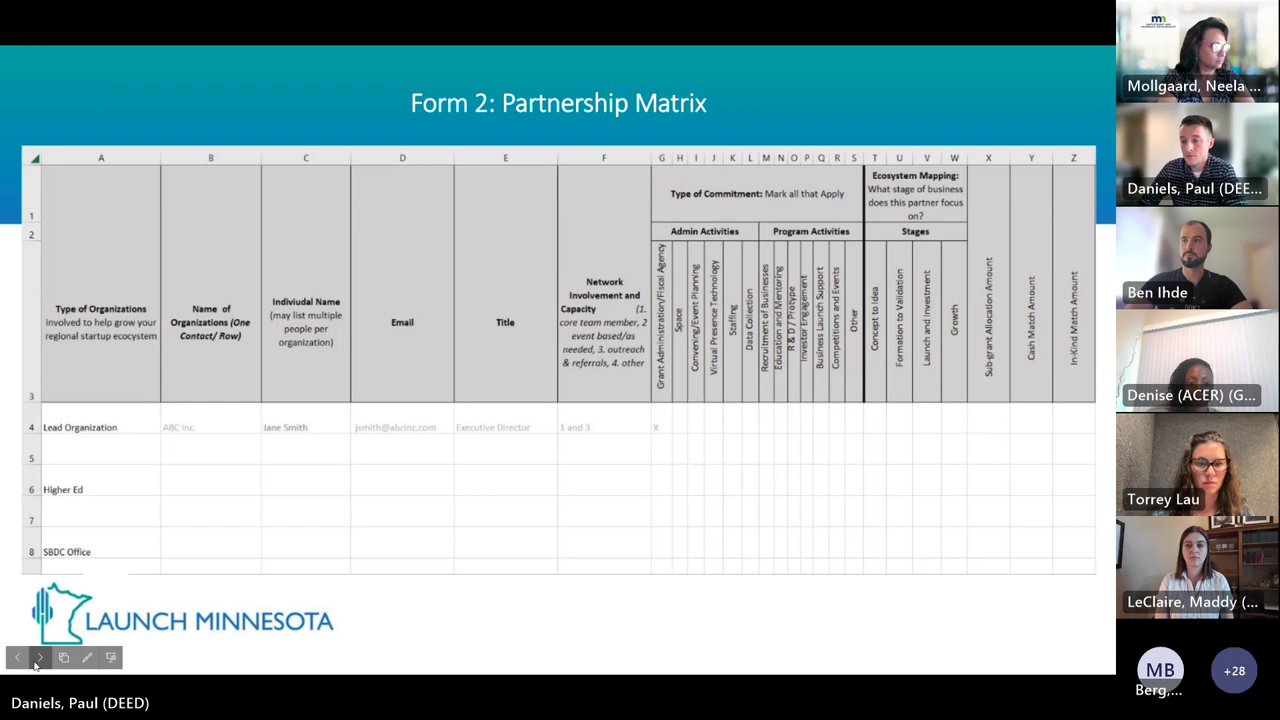 Form 2: Partnership Matrix
A B C D E F G H I J K L M N O P Q R S T U V W X Y Z
1
2
3
Type of Organizations
involved to help grow your
regional startup ecosystem
Name of
Organizations (One
Contact/ Row)
Indiviudal Name
(may list multiple
people per
organization)
Email
Title
Network
Involvement and
Capacity (1.
core team member, 2
event based/as
needed, 3. outreach
& referrals, 4. other
Type of Commitment: Mark all that Apply
Admin Activities
Program Activities
Grant Administration/Fiscal Agency
Space
Convening/Event Planning
Virtual Presence Technology
Staffing
Data Collection
Recruitment of Businesses
Education and Mentoring
R & D / Protype
Investor Engagement
Business Launch Support
Competitions and Events
Other
Ecosystem Mapping:
What stage of business
does this partner focus
on?
Stages
Concept to Idea
Formation to Validation
Launch and Investment
Growth
Sub-grant Allocation Amount
Cash Match Amount
In-Kind Match Amount
4 Lead Organization ABC Inc. Jane Smith jsmith@abcinc.com Executive Director 1 and 3 X
5
6 Higher Ed
7
8 SBDC Office
LAUNCH MINNESOTA
Daniels, Paul (DEED)
mn
Mollgaard, Neela ...
Daniels, Paul (DEE...
Ben Ihde
Denise (ACER) (G...
Torrey Lau
LeClaire, Maddy (...
MB
Berg,...
+28